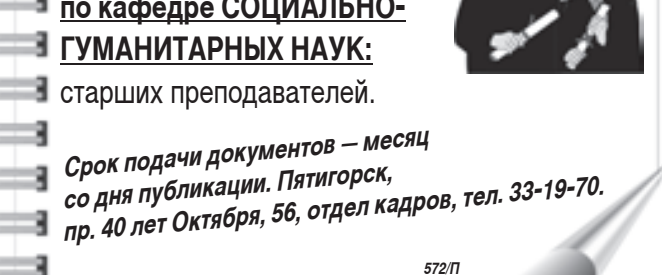 по кафедре СОЦИАЛЬНО-
ГУМАНИТАРНЫХ НАУК:
старших преподавателей.
Срок подачи документов — месяц
со дня публикации. Пятигорск,
пр. 40 лет Октября, 56, отдел кадров, тел. 33-19-70.
572/П